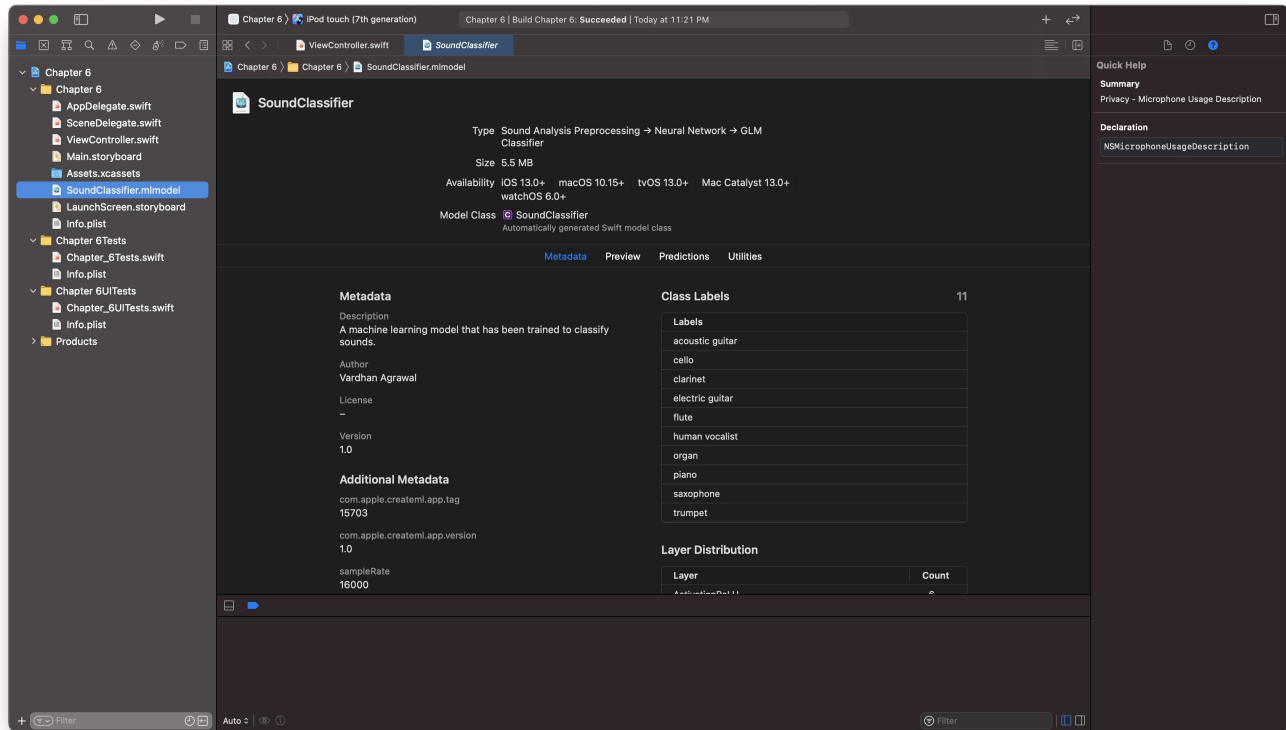 Chapter 6 〉 iPod touch (7th generation)
Chapter 6 | Build Chapter 6: Succeeded | Today at 11:21 PM
ViewController.swift
SoundClassifier
Chapter 6 〉 Chapter 6 〉 SoundClassifier.mlmodel
Chapter 6
Chapter 6
AppDelegate.swift
SceneDelegate.swift
ViewController.swift
Main.storyboard
Assets.xcassets
SoundClassifier.mlmodel
LaunchScreen.storyboard
Info.plist
Chapter 6Tests
Chapter_6Tests.swift
Info.plist
Chapter 6UITests
Chapter_6UITests.swift
Info.plist
Products
Filter
SoundClassifier
Type Sound Analysis Preprocessing → Neural Network → GLM
Classifier
Size 5.5 MB
Availability iOS 13.0+ macOS 10.15+ tvOS 13.0+ Mac Catalyst 13.0+
watchOS 6.0+
Model Class C SoundClassifier
Automatically generated Swift model class
Metadata Preview Predictions Utilities
Metadata
Description
A machine learning model that has been trained to classify
sounds.
Author
Vardhan Agrawal
License
–
Version
1.0
Additional Metadata
com.apple.createml.app.tag
15703
com.apple.createml.app.version
1.0
sampleRate
16000
Class Labels 11
Labels
acoustic guitar
cello
clarinet
electric guitar
flute
human vocalist
organ
piano
saxophone
trumpet
Layer Distribution
Layer Count
Auto
Filter
Quick Help
Summary
Privacy - Microphone Usage Description
Declaration
NSMicrophoneUsageDescription